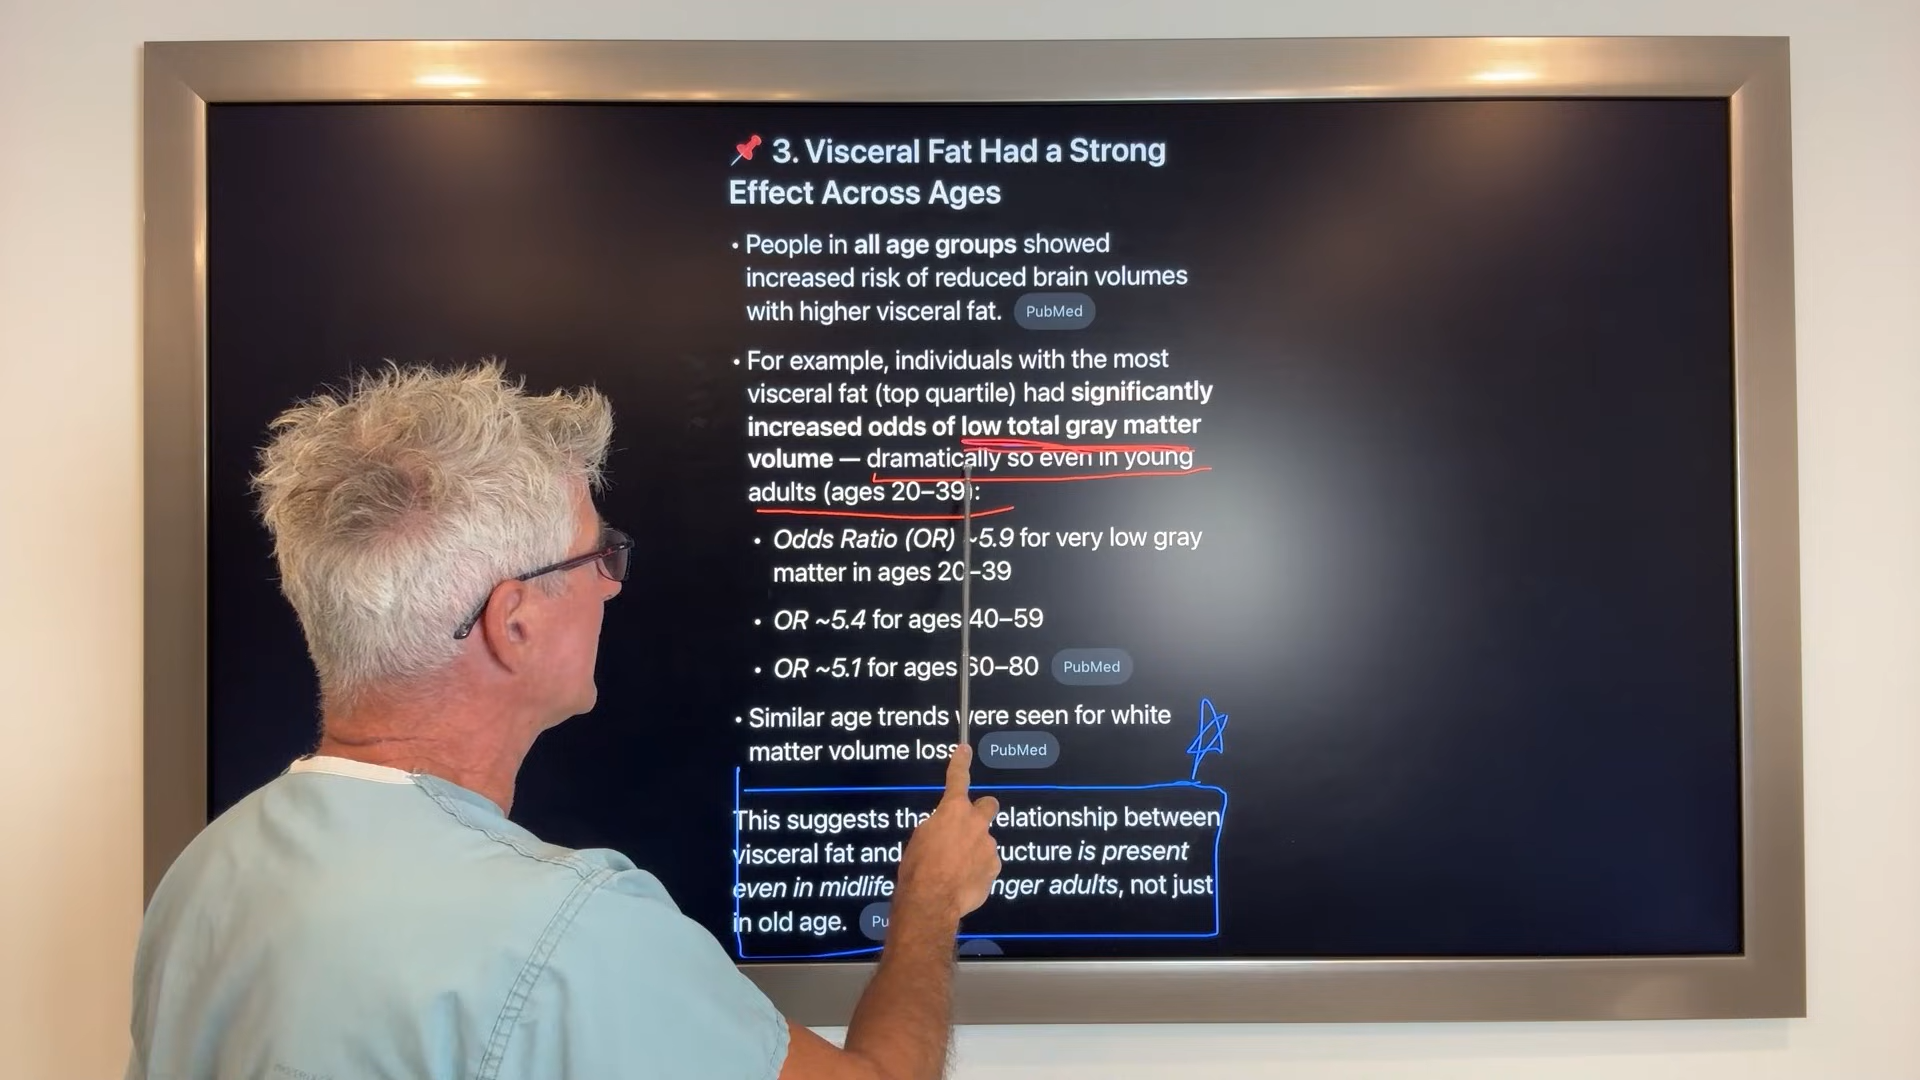 📌 3. Visceral Fat Had a Strong
Effect Across Ages
• People in all age groups showed
increased risk of reduced brain volumes
with higher visceral fat. PubMed
• For example, individuals with the most
visceral fat (top quartile) had significantly
increased odds of low total gray matter
volume — dramatically so even in young
adults (ages 20–39):
• Odds Ratio (OR) ~5.9 for very low gray
matter in ages 20–39
• OR ~5.4 for ages 40–59
• OR ~5.1 for ages 60–80 PubMed
• Similar age trends were seen for white
matter volume loss PubMed
This suggests relationship between
visceral fat and is present
even in midlife adults, not just
in old age.